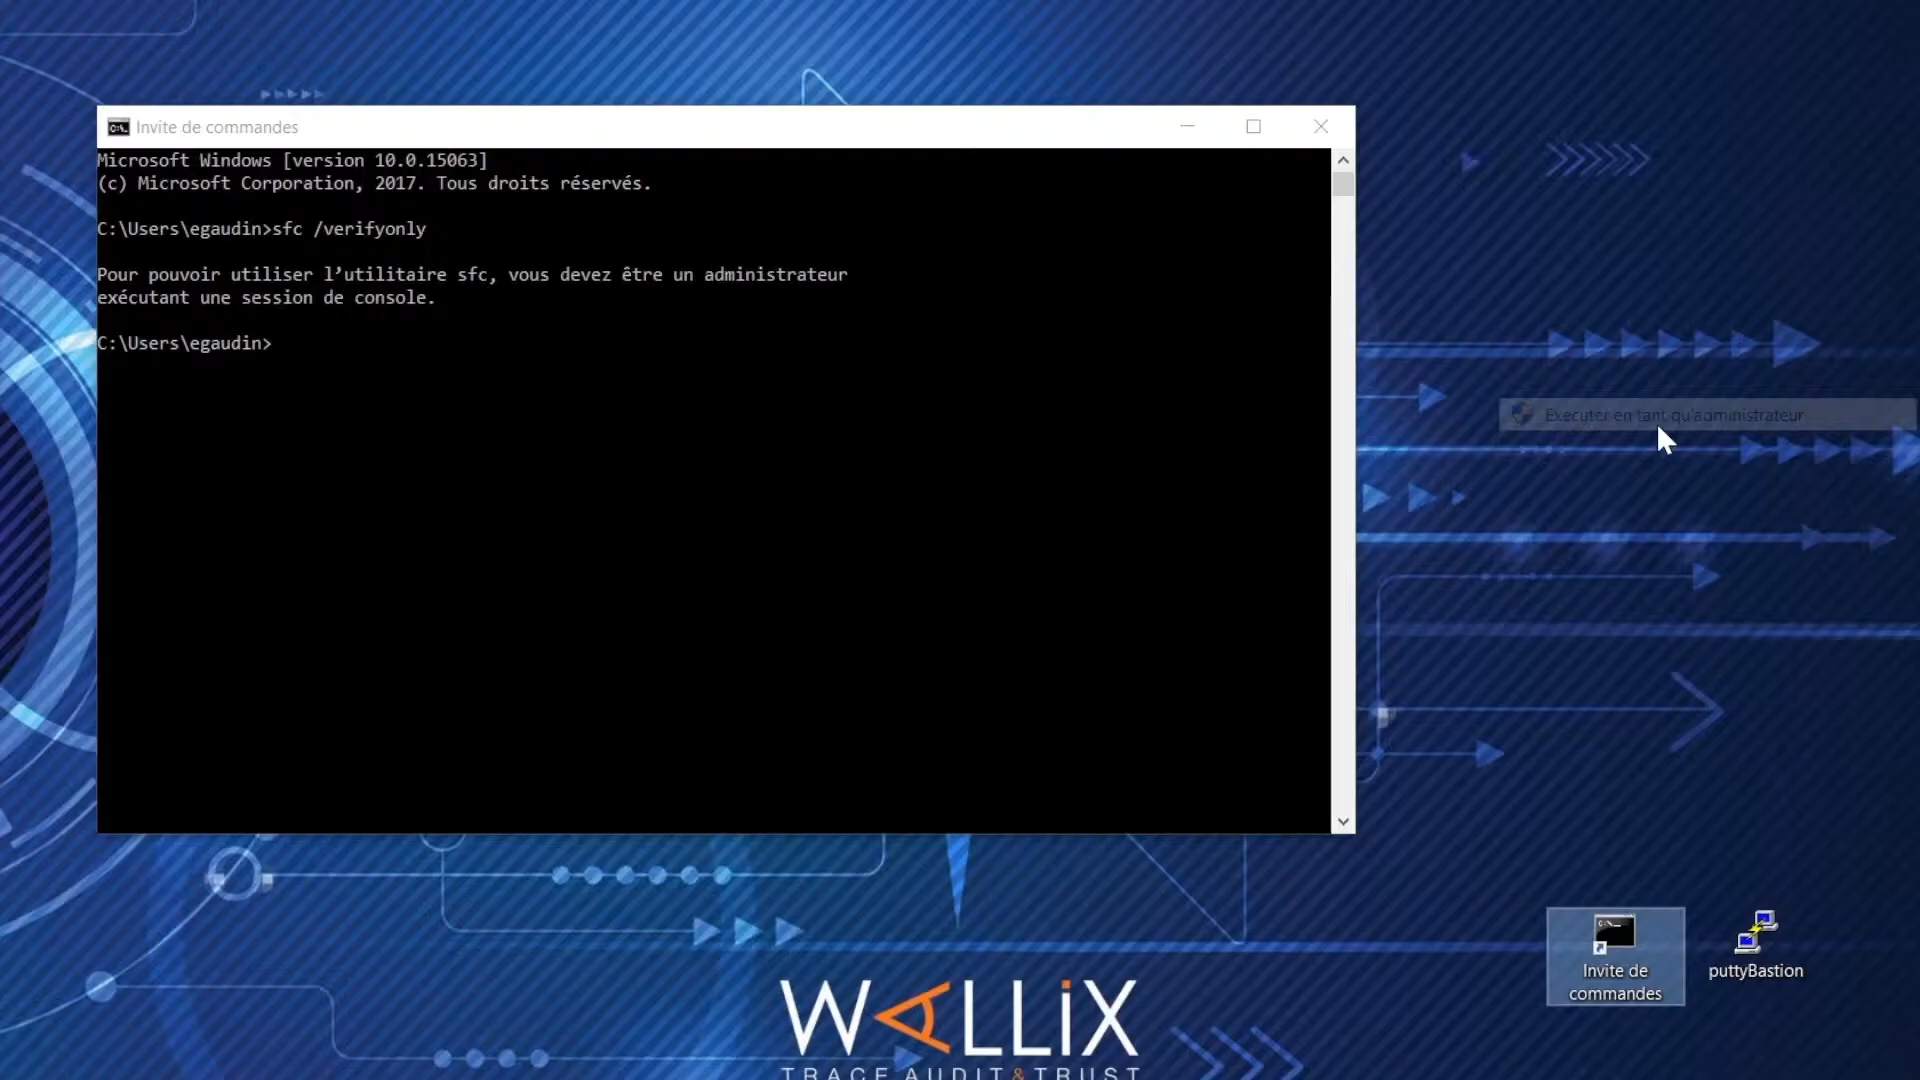 Invite de commandes
Microsoft Windows [version 10.0.15063]
(c) Microsoft Corporation, 2017. Tous droits réservés.
C:\Users\egaudin>sfc /verifyonly
Pour pouvoir utiliser l’utilitaire sfc, vous devez être un administrateur
exécutant une session de console.
C:\Users\egaudin>
Exécuter en tant qu'administrateur
Invite de
commandes
puttyBastion
WALLiX
TRACE AUDIT & TRUST